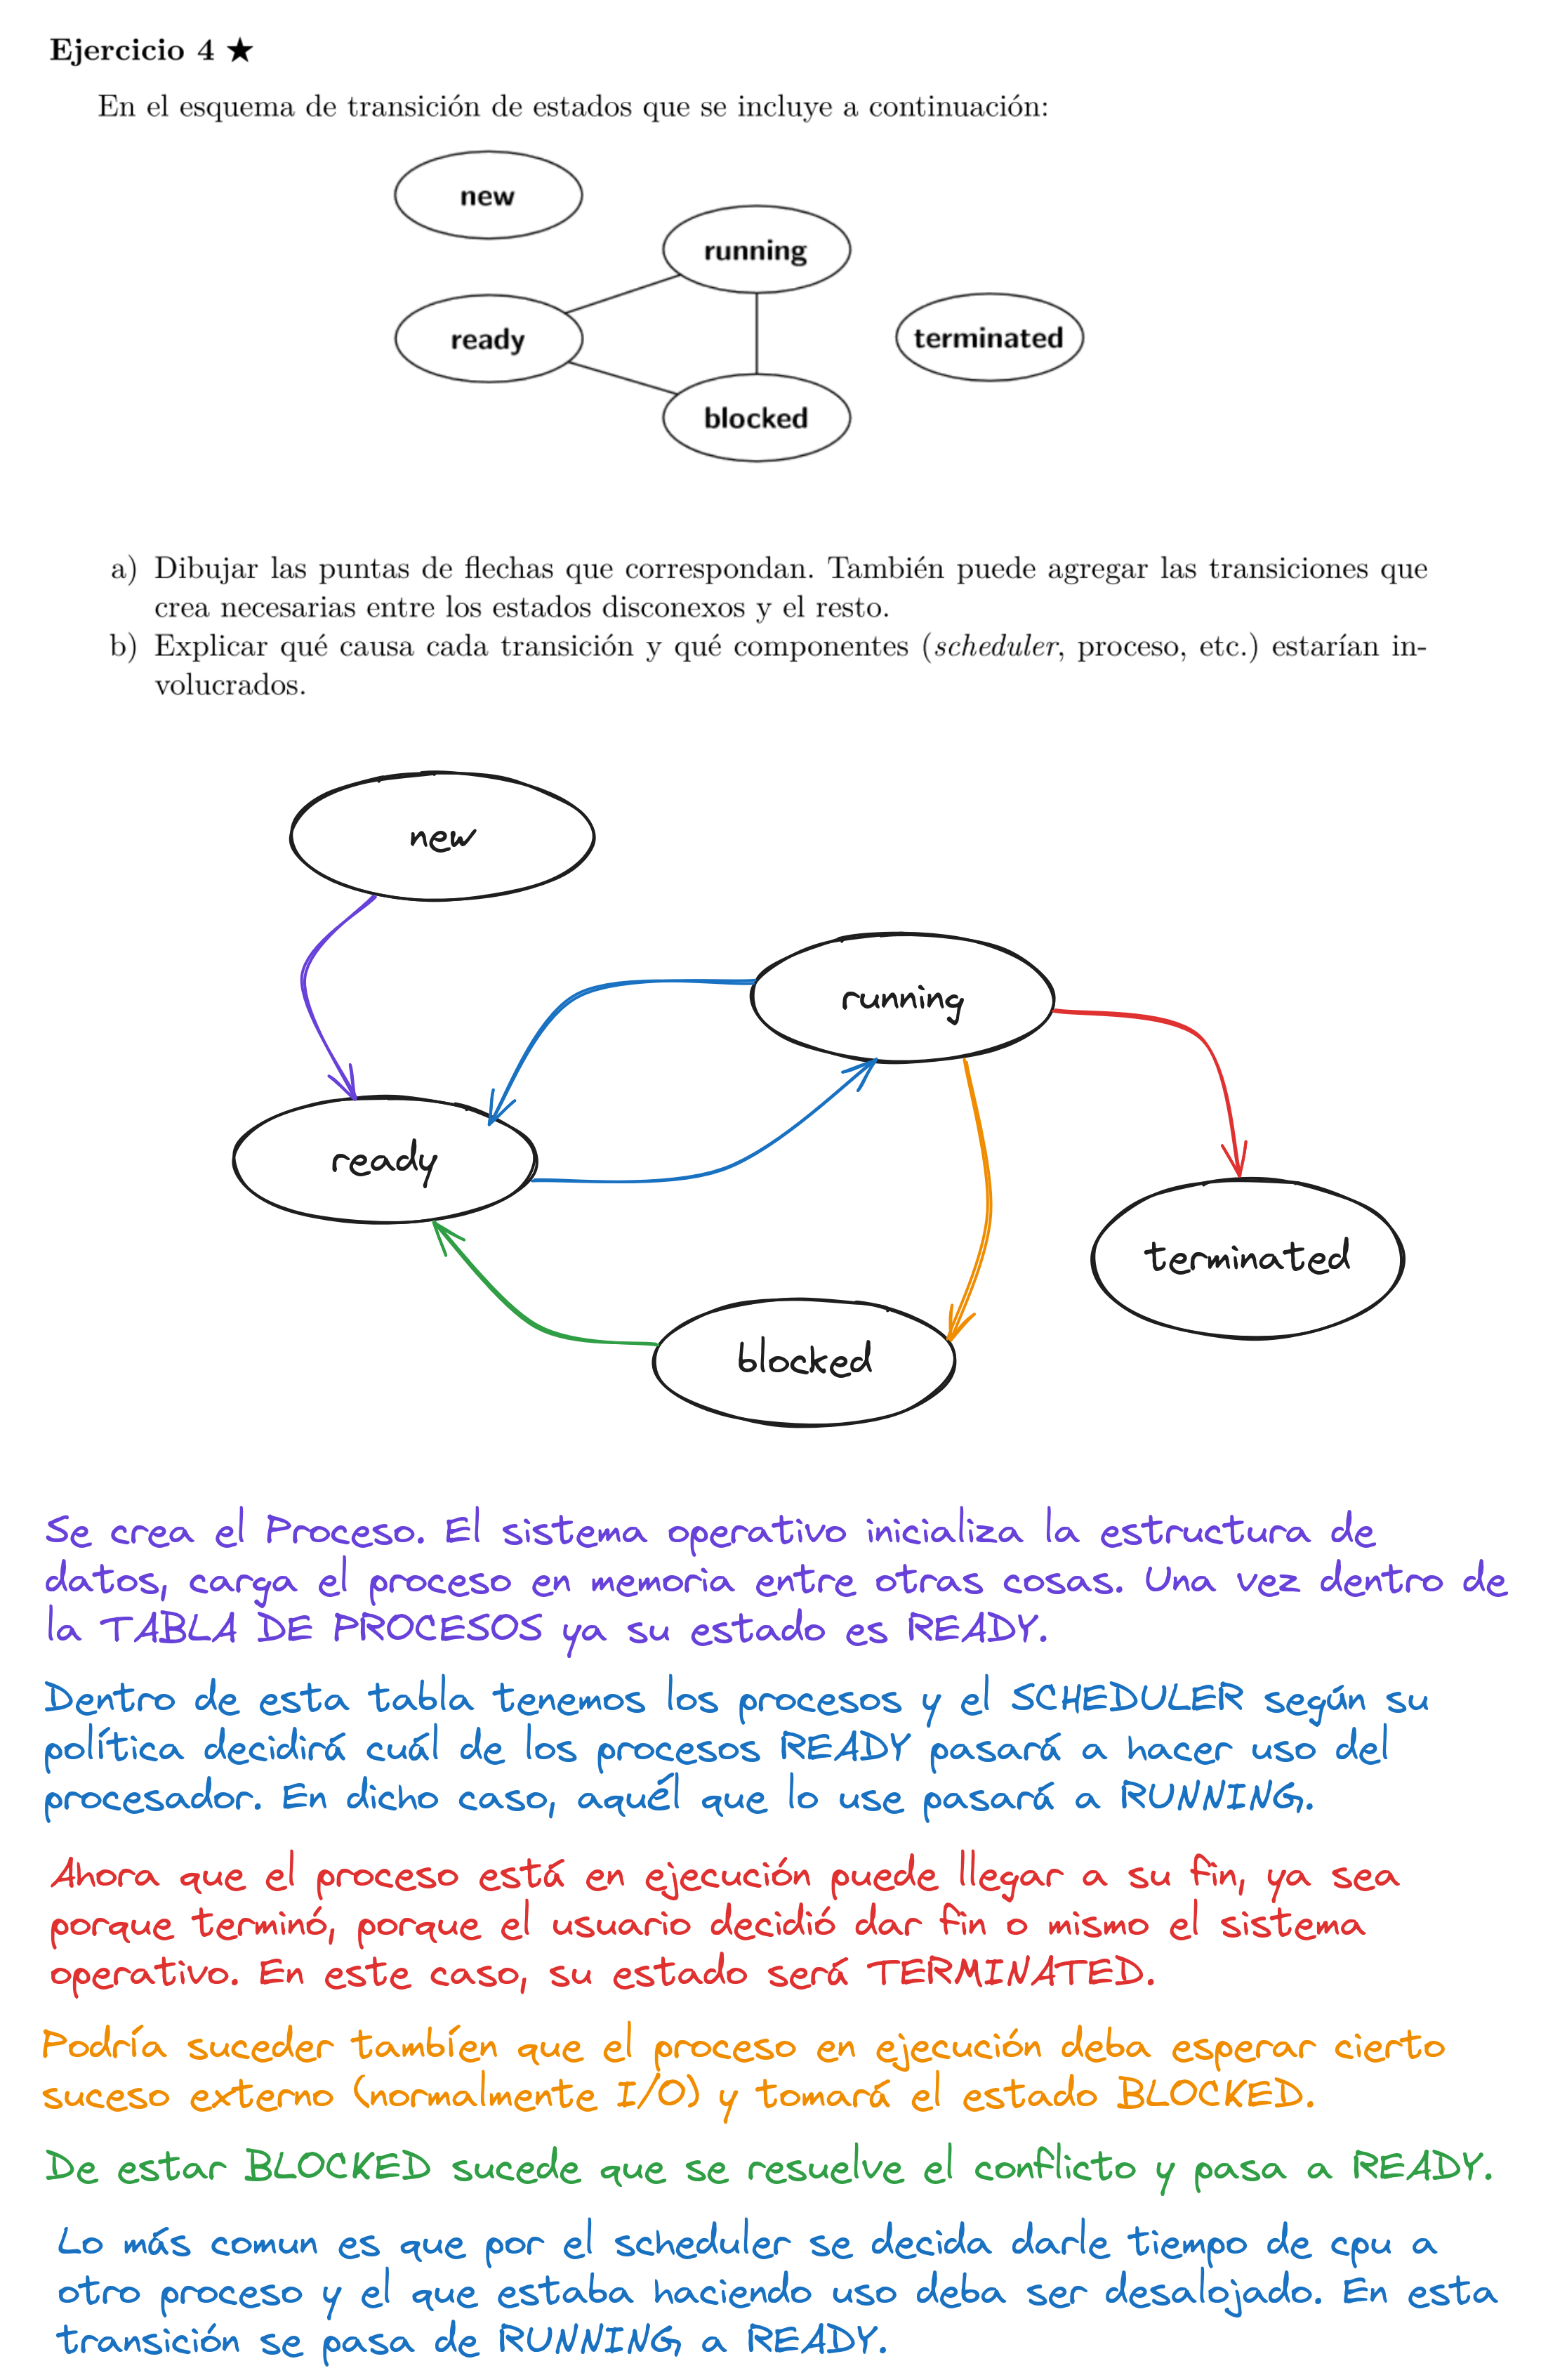 Ejercicio 4 ★
En el esquema de transición de estados que se incluye a continuación:
new
running
ready
terminated
blocked
a) Dibujar las puntas de flechas que correspondan. También puede agregar las transiciones que
crea necesarias entre los estados disconexos y el resto.
b) Explicar qué causa cada transición y qué componentes (scheduler, proceso, etc.) estarían in-
volucrados.
new
running
ready
terminated
blocked
Se crea el Proceso. El sistema operativo inicializa la estructura de
datos, carga el proceso en memoria entre otras cosas. Una vez dentro de
la TABLA DE PROCESOS ya su estado es READY.
Dentro de esta tabla tenemos los procesos y el SCHEDULER según su
política decidirá cuál de los procesos READY pasará a hacer uso del
procesador. En dicho caso, aquél que lo use pasará a RUNNING.
Ahora que el proceso está en ejecución puede llegar a su fin, ya sea
porque terminó, porque el usuario decidió dar fin o mismo el sistema
operativo. En este caso, su estado será TERMINATED.
Podría suceder tambíen que el proceso en ejecución deba esperar cierto
suceso externo (normalmente I/O) y tomará el estado BLOCKED.
De estar BLOCKED sucede que se resuelve el conflicto y pasa a READY.
Lo más comun es que por el scheduler se decida darle tiempo de cpu a
otro proceso y el que estaba haciendo uso deba ser desalojado. En esta
transición se pasa de RUNNING a READY.